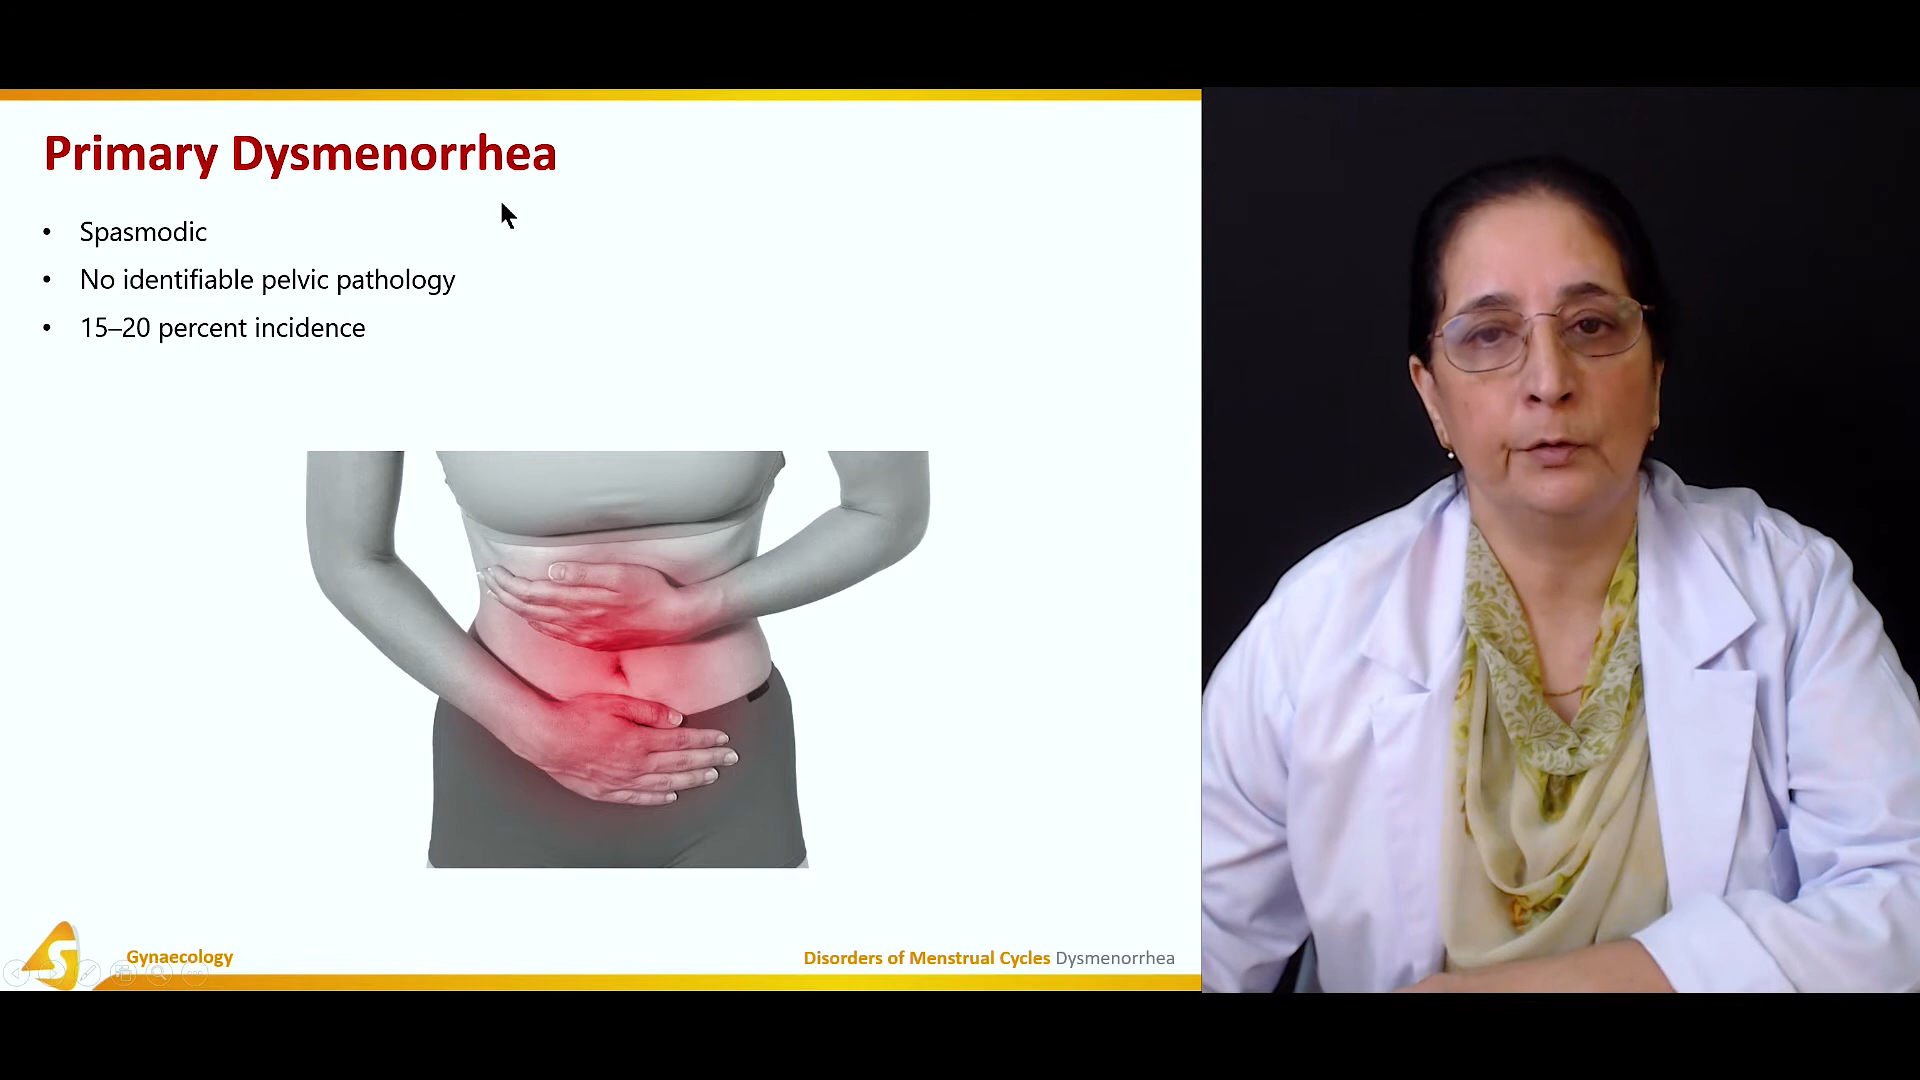 Primary Dysmenorrhea
• Spasmodic
• No identifiable pelvic pathology
• 15–20 percent incidence
S
Gynaecology
Disorders of Menstrual Cycles Dysmenorrhea